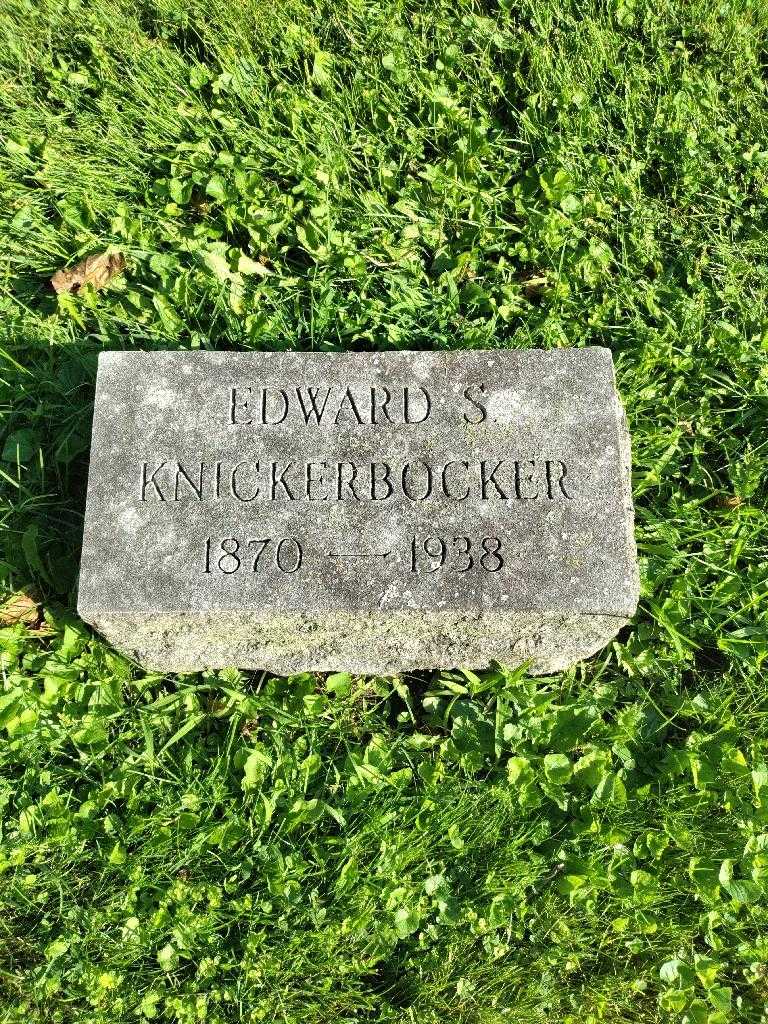 EDWARD S.
KNICKERBOCKER
1870 — 1938